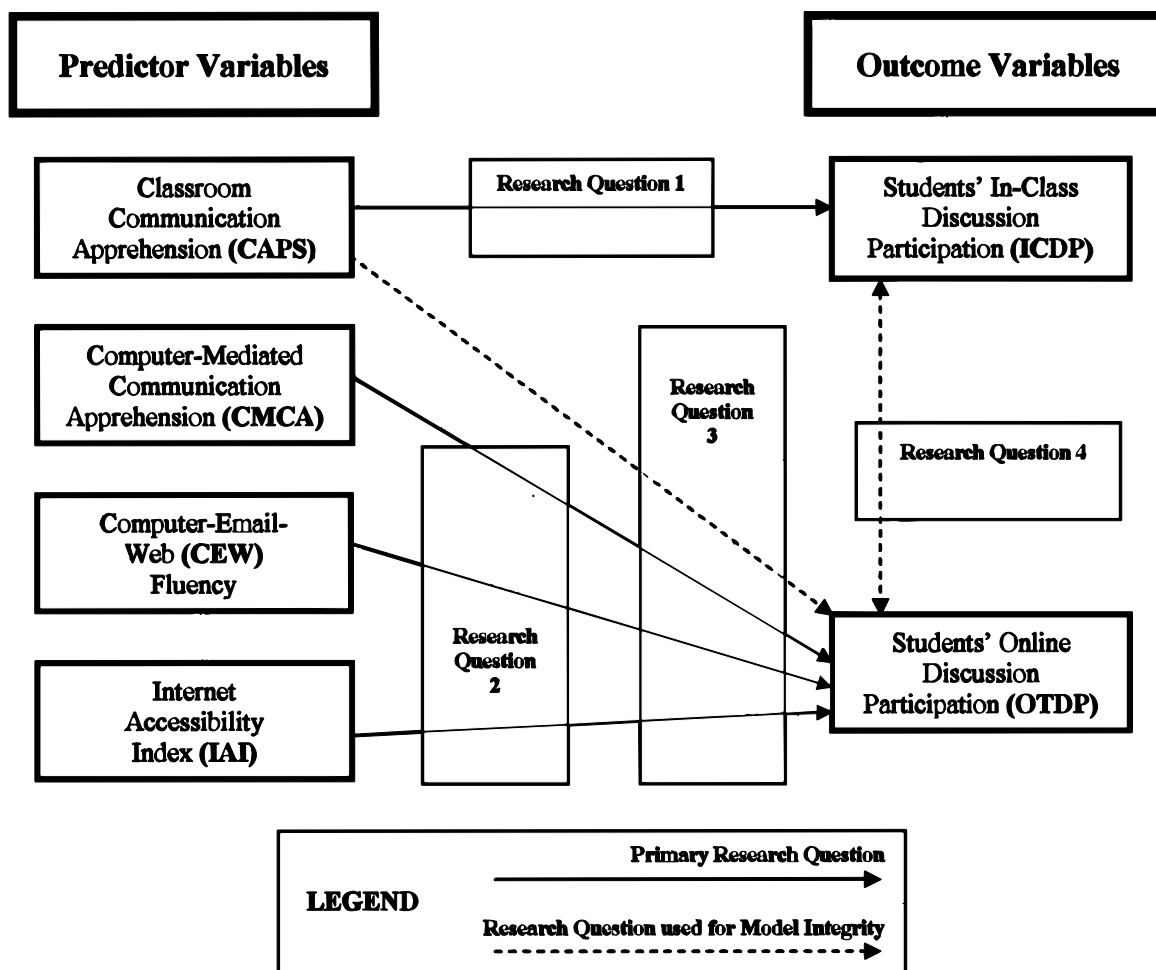 Predictor Variables
Outcome Variables
Classroom
Communication
Apprehension (CAPS)
Research Question 1
Students' In-Class
Discussion
Participation (ICDP)
Computer-Mediated
Communication
Apprehension (CMCA)
Research
Question
3
Research Question 4
Computer-Email-
Web (CEW)
Fluency
Research
Question
2
Students' Online
Discussion
Participation (OTDP)
Internet
Accessibility
Index (IAI)
LEGEND
Primary Research Question
Research Question used for Model Integrity